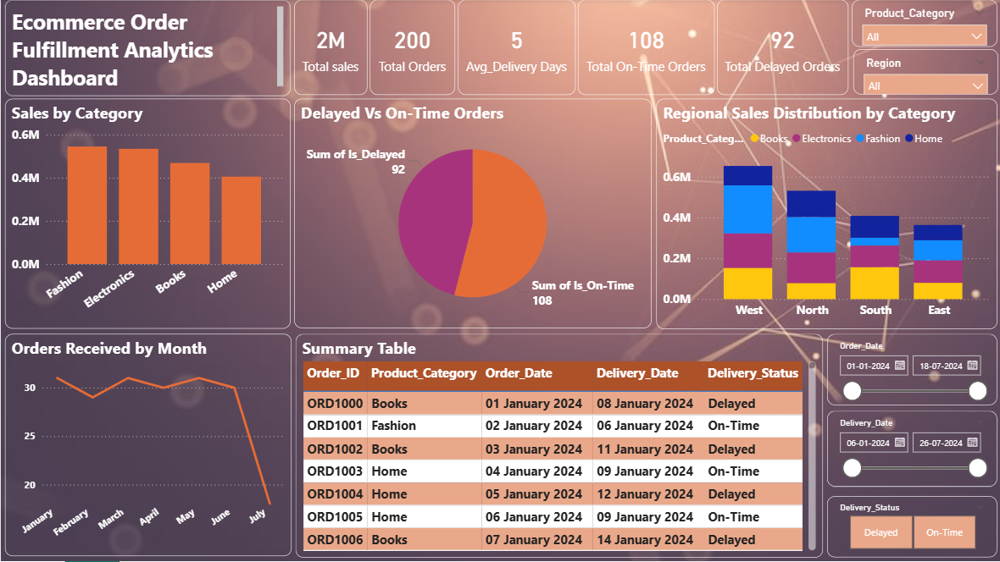 Ecommerce Order
Fulfillment Analytics
Dashboard
2M
Total sales
200
Total Orders
5
Avg_Delivery Days
108
Total On-Time Orders
92
Total Delayed Orders
Product_Category
All
Region
All
Sales by Category
0.6M
0.4M
0.2M
0.0M
Fashion
Electronics
Books
Home
Delayed Vs On-Time Orders
Sum of Is_Delayed
92
Sum of Is_On-Time
108
Regional Sales Distribution by Category
Product_Categ... Books Electronics Fashion Home
0.6M
0.4M
0.2M
0.0M
West North South East
Orders Received by Month
30
25
20
January
February
March
April
May
June
July
Summary Table
Order_ID Product_Category Order_Date Delivery_Date Delivery_Status
ORD1000 Books 01 January 2024 08 January 2024 Delayed
ORD1001 Fashion 02 January 2024 06 January 2024 On-Time
ORD1002 Books 03 January 2024 11 January 2024 Delayed
ORD1003 Home 04 January 2024 09 January 2024 On-Time
ORD1004 Home 05 January 2024 12 January 2024 Delayed
ORD1005 Home 06 January 2024 09 January 2024 On-Time
ORD1006 Books 07 January 2024 14 January 2024 Delayed
Order_Date
01-01-2024 18-07-2024
Delivery_Date
06-01-2024 26-07-2024
Delivery_Status
Delayed On-Time